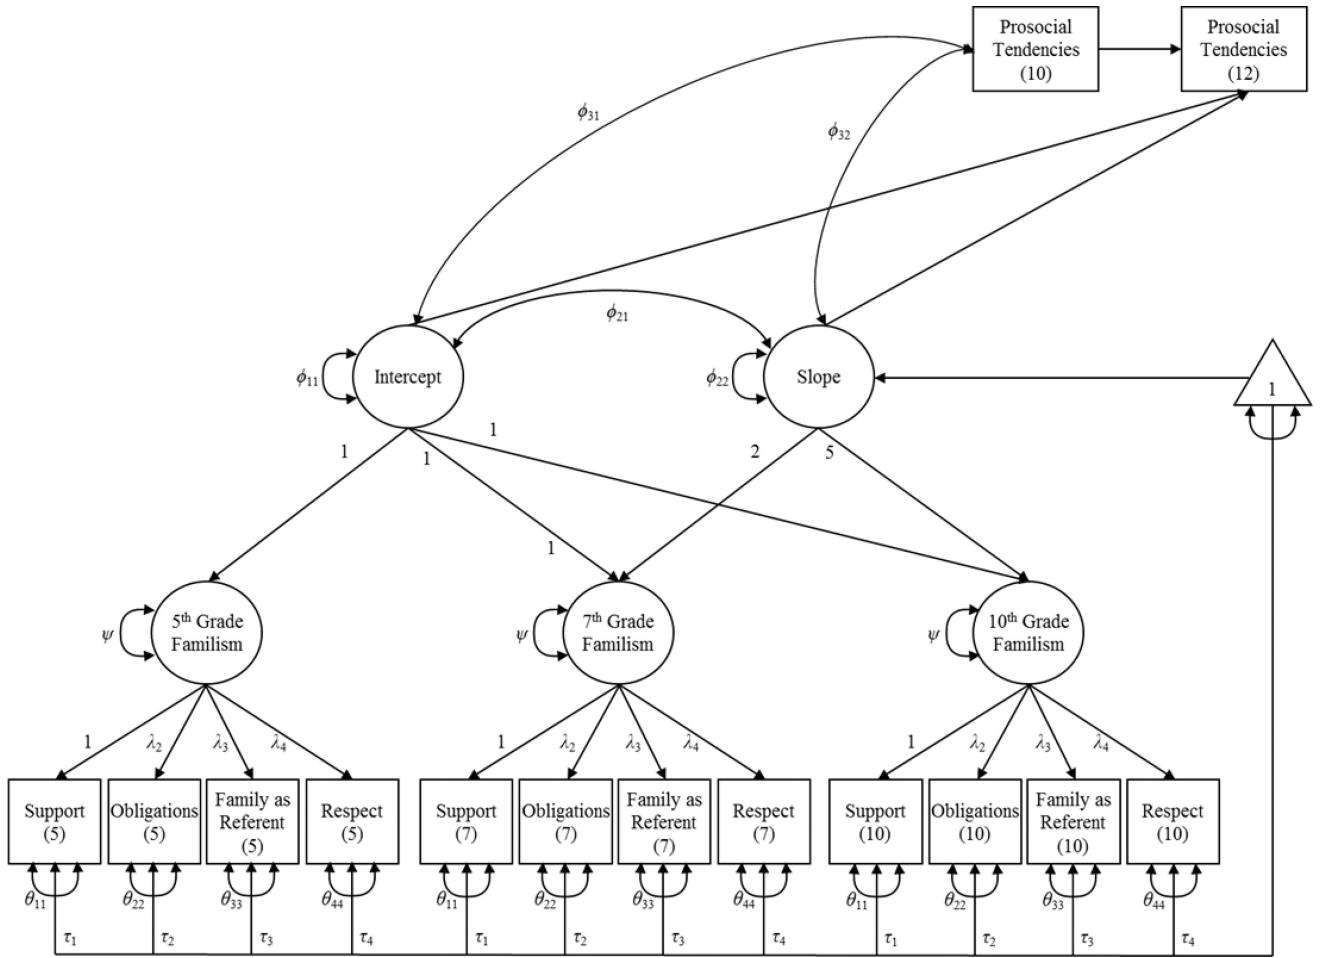 Prosocial
Tendencies
(10)
Prosocial
Tendencies
(12)
ϕ31
ϕ32
ϕ21
ϕ11
Intercept
ϕ22
Slope
1
1
1
1
2
5
1
ψ
5th Grade
Familism
ψ
7th Grade
Familism
ψ
10th Grade
Familism
1
λ2
λ3
λ4
1
λ2
λ3
λ4
1
λ2
λ3
λ4
Support
(5)
Obligations
(5)
Family as
Referent
(5)
Respect
(5)
Support
(7)
Obligations
(7)
Family as
Referent
(7)
Respect
(7)
Support
(10)
Obligations
(10)
Family as
Referent
(10)
Respect
(10)
θ11
θ22
θ33
θ44
θ11
θ22
θ33
θ44
θ11
θ22
θ33
θ44
τ1
τ2
τ3
τ4
τ1
τ2
τ3
τ4
τ1
τ2
τ3
τ4